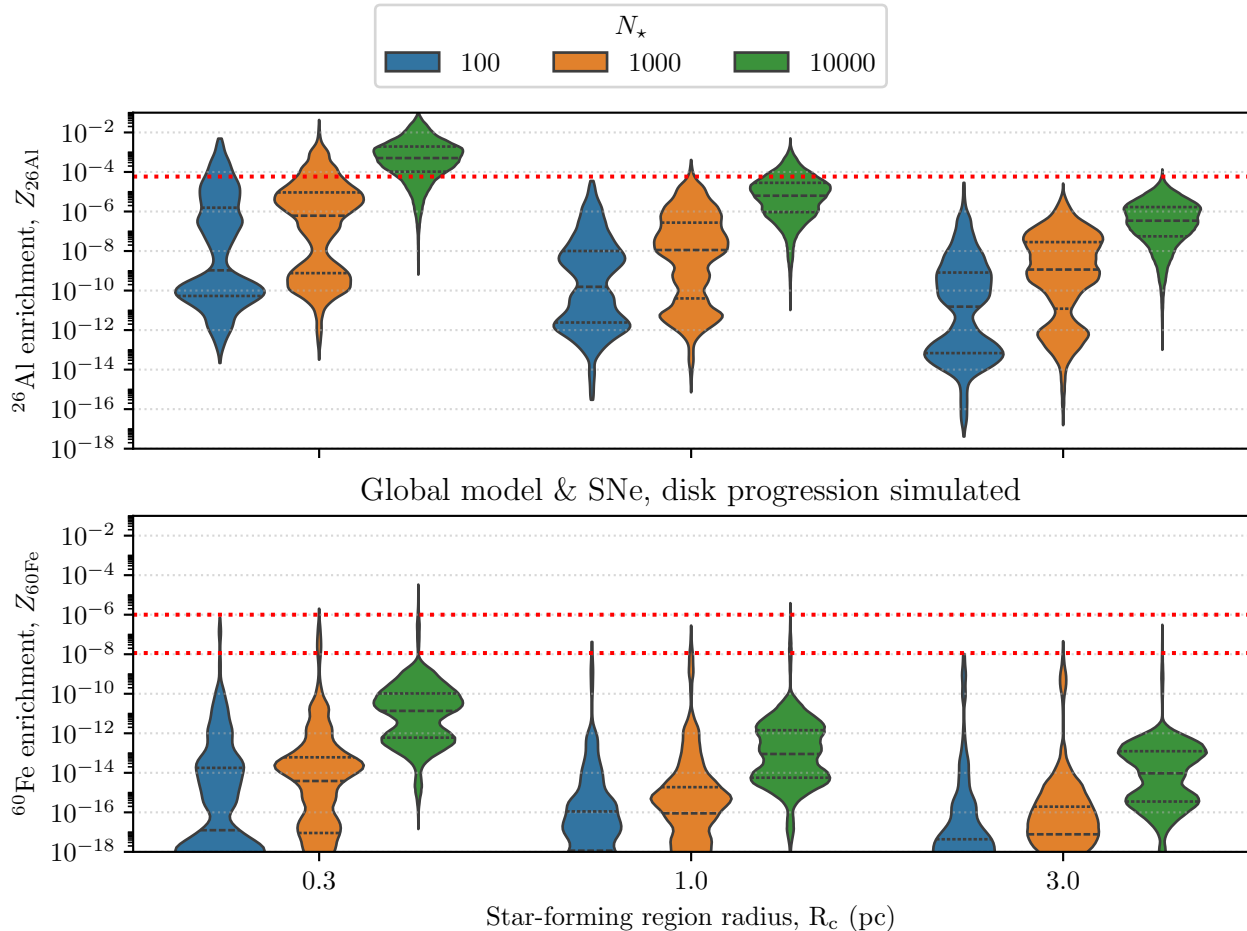 N⋆
100 1000 10000
10⁻²
10⁻⁴
10⁻⁶
10⁻⁸
10⁻¹⁰
10⁻¹²
10⁻¹⁴
10⁻¹⁶
10⁻¹⁸
²⁶Al enrichment, Z₂₆Al
Global model & SNe, disk progression simulated
10⁻²
10⁻⁴
10⁻⁶
10⁻⁸
10⁻¹⁰
10⁻¹²
10⁻¹⁴
10⁻¹⁶
10⁻¹⁸
⁶⁰Fe enrichment, Z₆₀Fe
0.3 1.0 3.0
Star-forming region radius, R_c (pc)